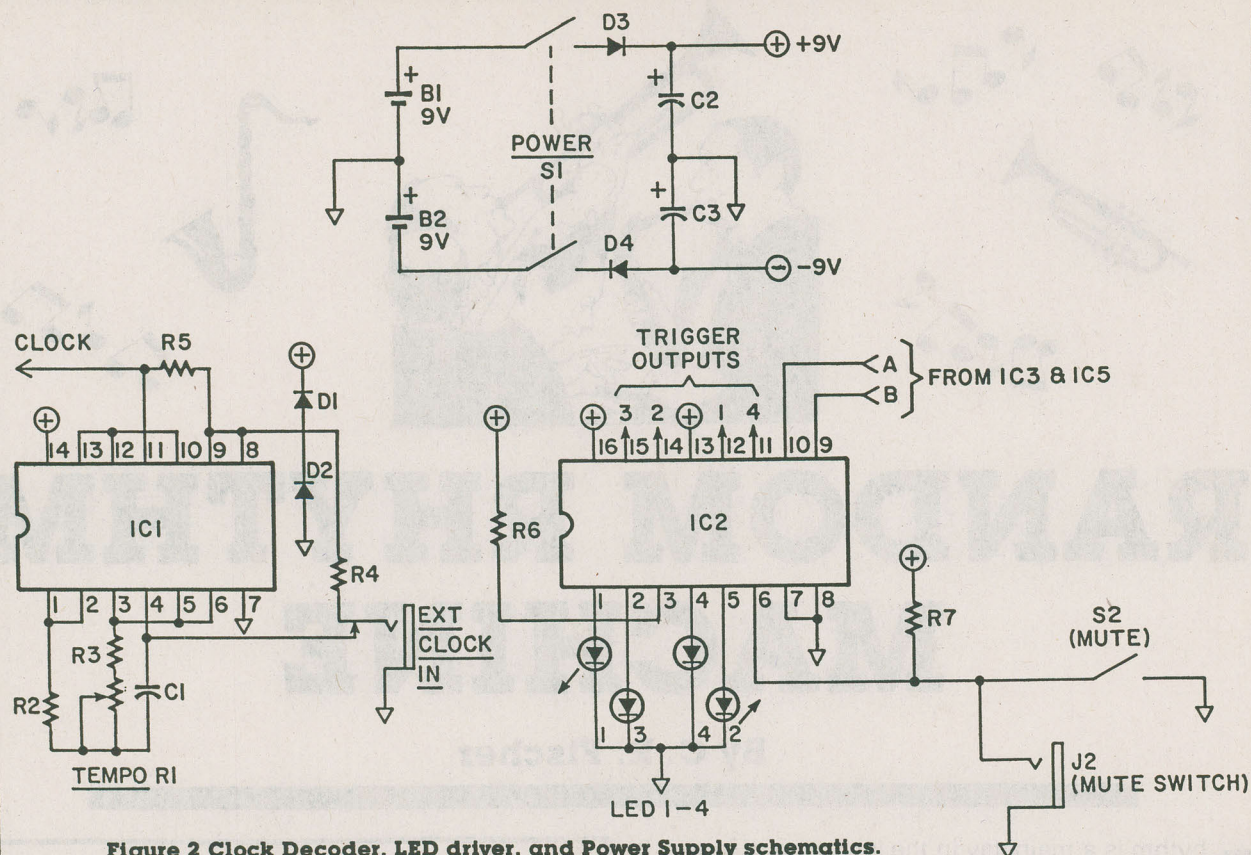 D3
+9V
+
B1
9V
+
C2
POWER
S1
+
B2
9V
+
C3
D4
-9V
CLOCK
R5
D1
D2
14 13 12 11 10 9 8
IC1
1 2 3 4 5 6 7
R4
EXT
CLOCK
IN
R3
C1
R2
TEMPO R1
TRIGGER
OUTPUTS
3 2 1 4
A
B
FROM IC3 & IC5
16 15 14 13 12 11 10 9
R6
IC2
1 2 3 4 5 6 7 8
1 3 4 2
LED 1-4
R7
S2
(MUTE)
J2
(MUTE SWITCH)
RANDOM RHYTHM
MACHINE
Figure 2 Clock Decoder, LED driver, and Power Supply schematics.